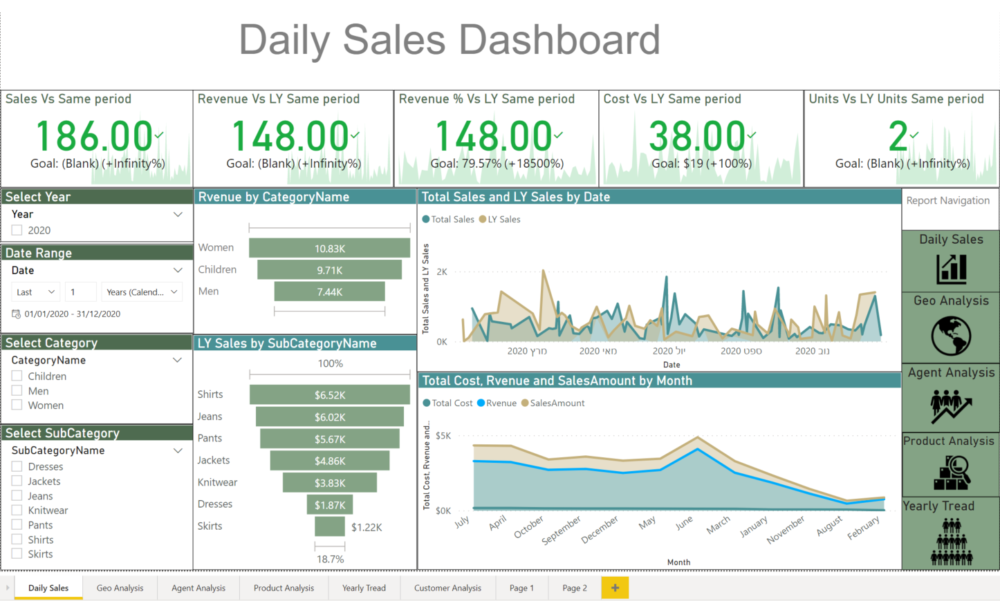 Daily Sales Dashboard
Sales Vs Same period
186.00
Goal: (Blank) (+Infinity%)
Revenue Vs LY Same period
148.00
Goal: (Blank) (+Infinity%)
Revenue % Vs LY Same period
148.00
Goal: 79.57% (+18500%)
Cost Vs LY Same period
38.00
Goal: $19 (+100%)
Units Vs LY Units Same period
2
Goal: (Blank) (+Infinity%)
Select Year
Year
2020
Date Range
Date
Last
1
Years (Calend...
01/01/2020 - 31/12/2020
Select Category
CategoryName
Children
Men
Women
Select SubCategory
SubCategoryName
Dresses
Jackets
Jeans
Knitwear
Pants
Shirts
Skirts
Rvenue by CategoryName
Women 10.83K
Children 9.71K
Men 7.44K
LY Sales by SubCategoryName
100%
Shirts $6.52K
Jeans $6.02K
Pants $5.67K
Jackets $4.86K
Knitwear $3.83K
Dresses $1.87K
Skirts $1.22K
18.7%
Total Sales and LY Sales by Date
Total Sales LY Sales
Total Sales and LY Sales
2K
0K
מרץ 2020
מאי 2020
יול 2020
ספט 2020
נוב 2020
Date
Total Cost, Rvenue and SalesAmount by Month
Total Cost Rvenue SalesAmount
Total Cost, Rvenue and...
$5K
$0K
July
April
October
September
December
May
June
March
January
November
August
February
Month
Report Navigation
Daily Sales
Geo Analysis
Agent Analysis
Product Analysis
Yearly Tread
Daily Sales
Geo Analysis
Agent Analysis
Product Analysis
Yearly Tread
Customer Analysis
Page 1
Page 2
+